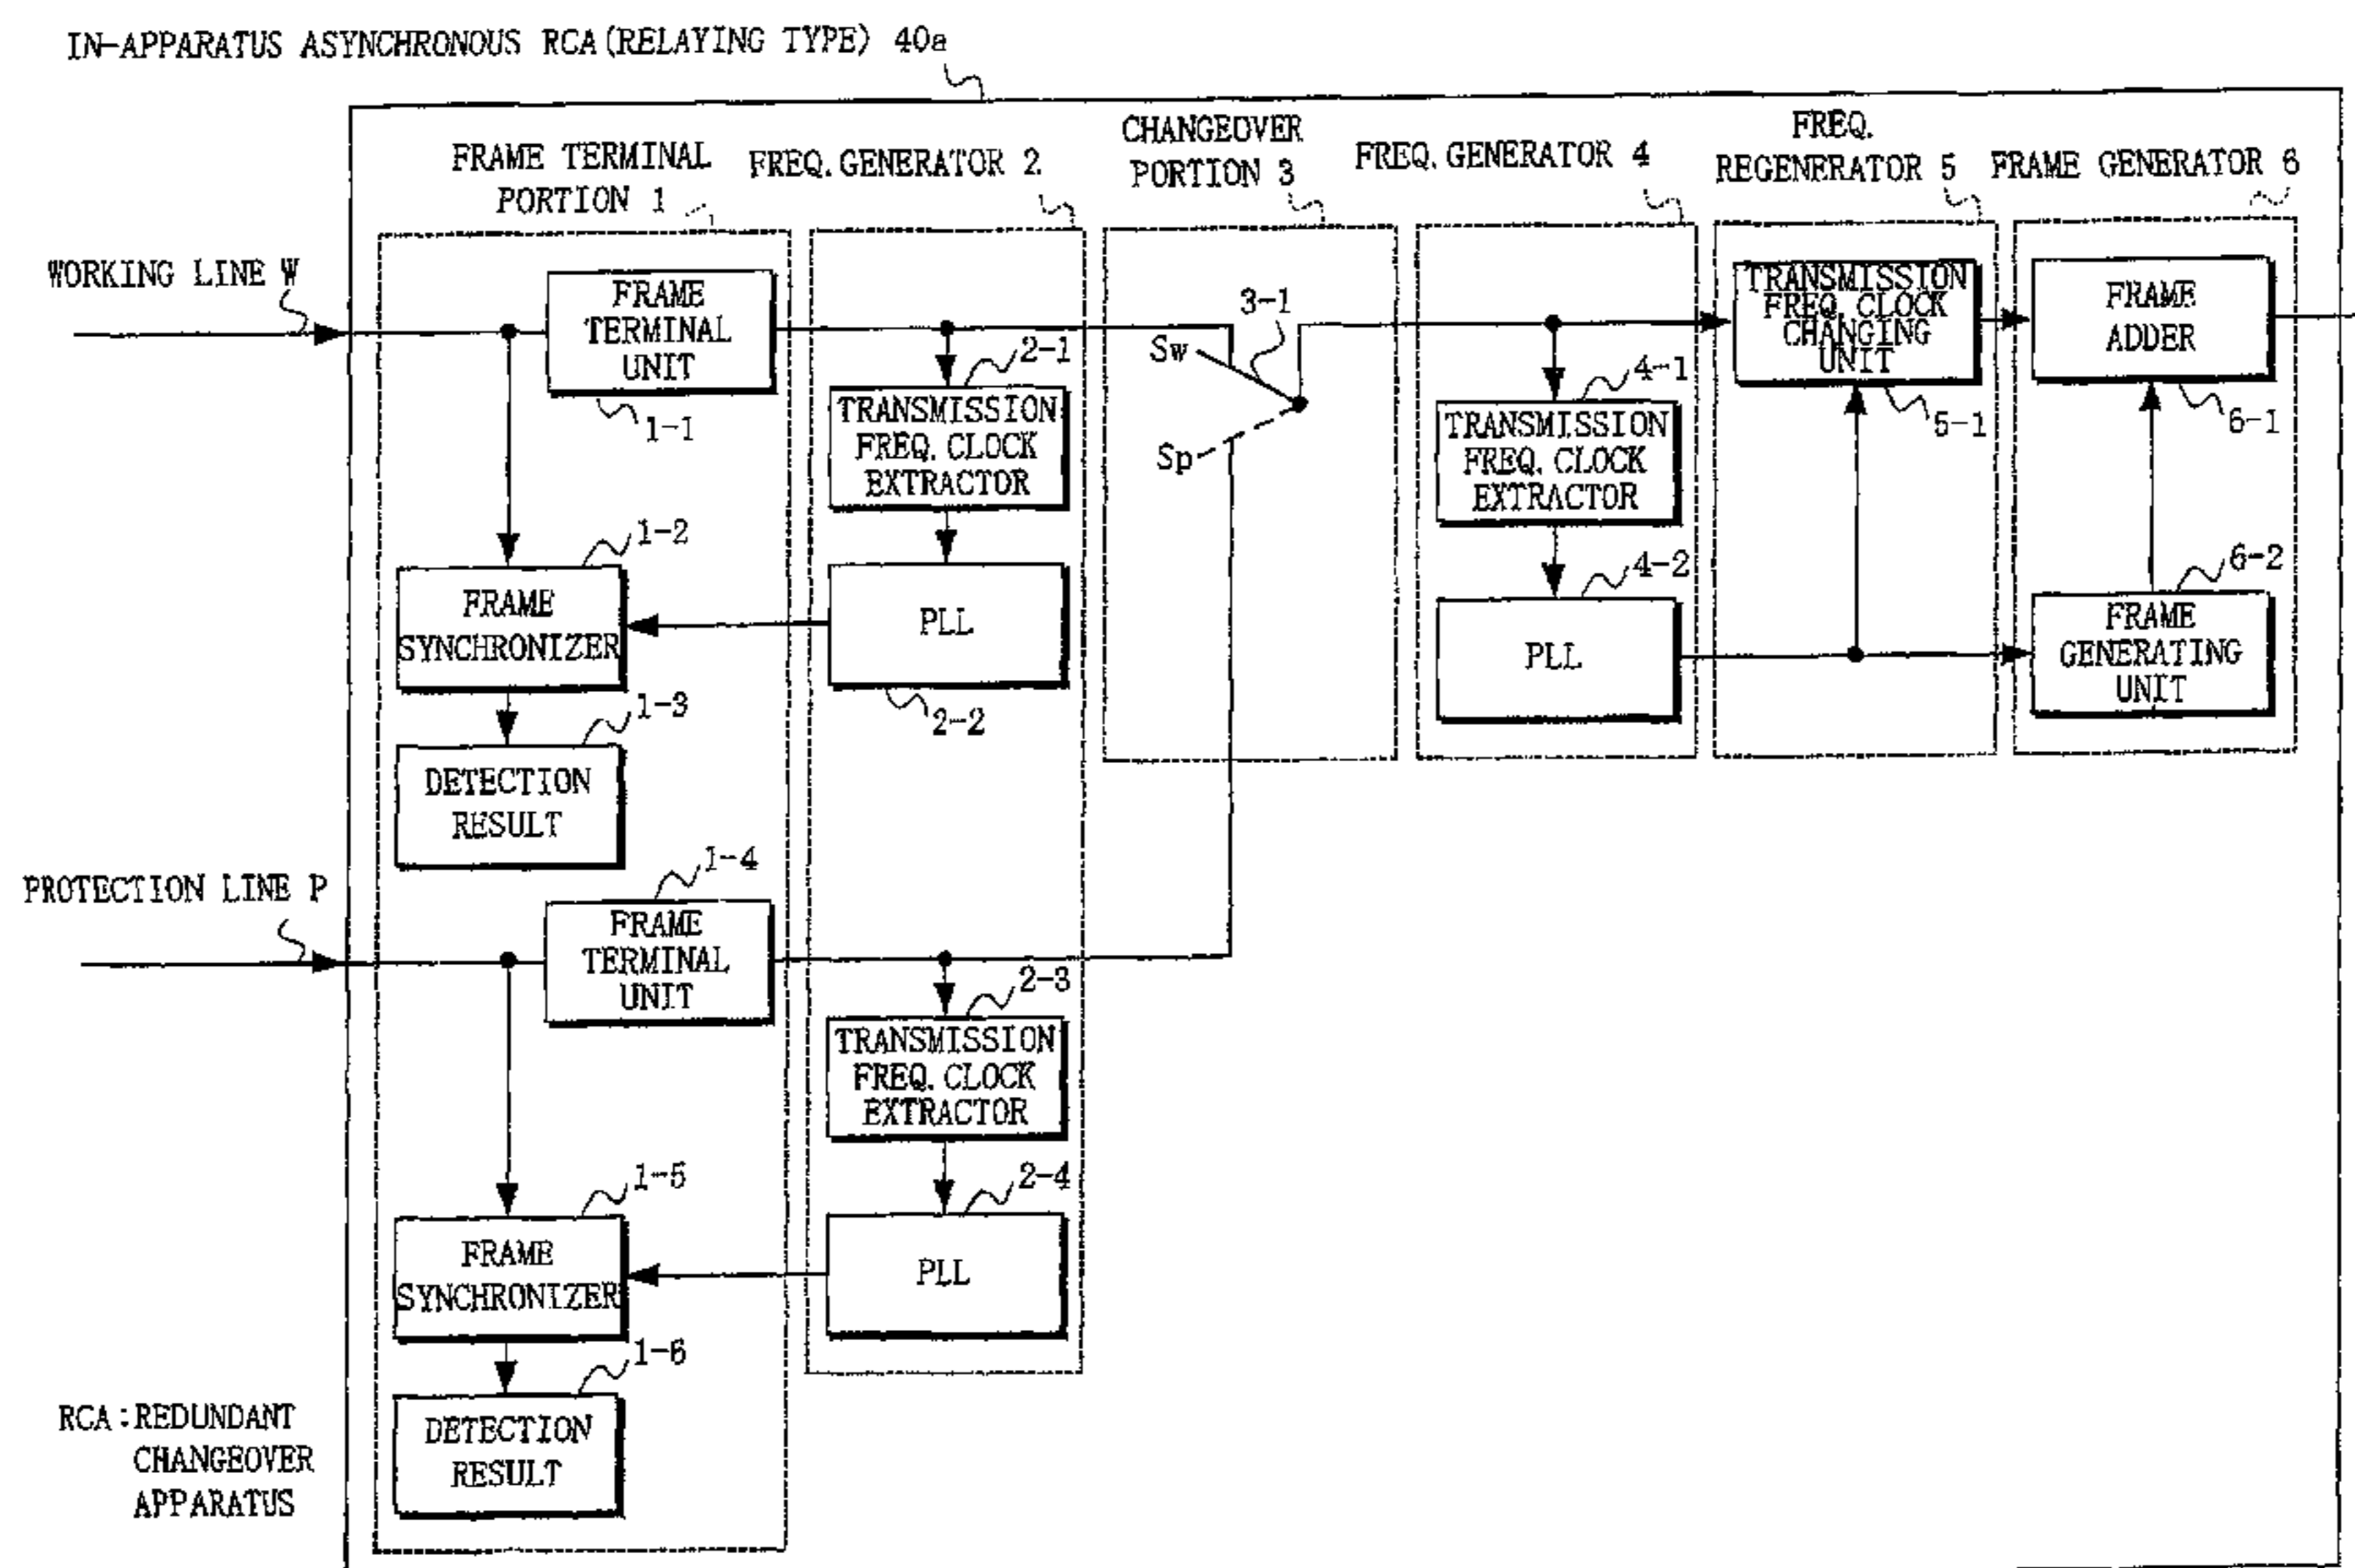 IN-APPARATUS ASYNCHRONOUS RCA(RELAYING TYPE) 40a
FRAME TERMINAL
PORTION 1
FREQ.GENERATOR 2
CHANGEOVER
PORTION 3
FREQ.GENERATOR 4
FREQ.
REGENERATOR 5
FRAME GENERATOR 6
WORKING LINE W
FRAME
TERMINAL
UNIT
1-1
2-1
TRANSMISSION
FREQ.CLOCK
EXTRACTOR
Sw
3-1
Sp
4-1
TRANSMISSION
FREQ.CLOCK
EXTRACTOR
TRANSMISSION
FREQ.CLOCK
CHANGING
UNIT
5-1
FRAME
ADDER
6-1
1-2
FRAME
SYNCHRONIZER
PLL
2-2
4-2
PLL
6-2
FRAME
GENERATING
UNIT
1-3
DETECTION
RESULT
PROTECTION LINE P
1-4
FRAME
TERMINAL
UNIT
2-3
TRANSMISSION
FREQ.CLOCK
EXTRACTOR
1-5
FRAME
SYNCHRONIZER
2-4
PLL
1-6
DETECTION
RESULT
RCA:REDUNDANT
CHANGEOVER
APPARATUS